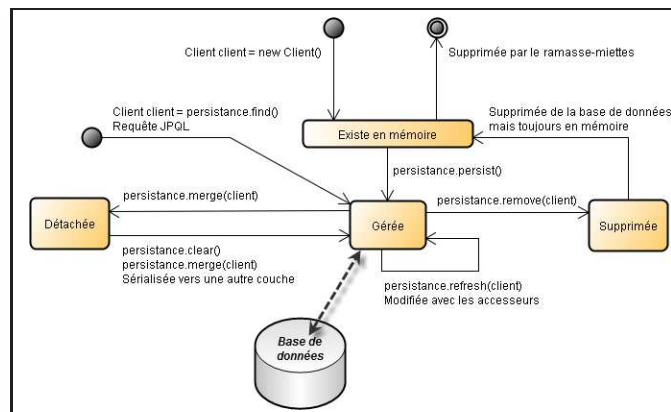 Client client = new Client()
Supprimée par le ramasse-miettes
Client client = persistance.find()
Requête JPQL
Supprimée de la base de données
mais toujours en mémoire
Existe en mémoire
persistance.persist()
persistance.merge(client)
persistance.remove(client)
Détachée
Gérée
Supprimée
persistance.clear()
persistance.merge(client)
Sérialisée vers une autre couche
persistance.refresh(client)
Modifiée avec les accesseurs
Base de
données